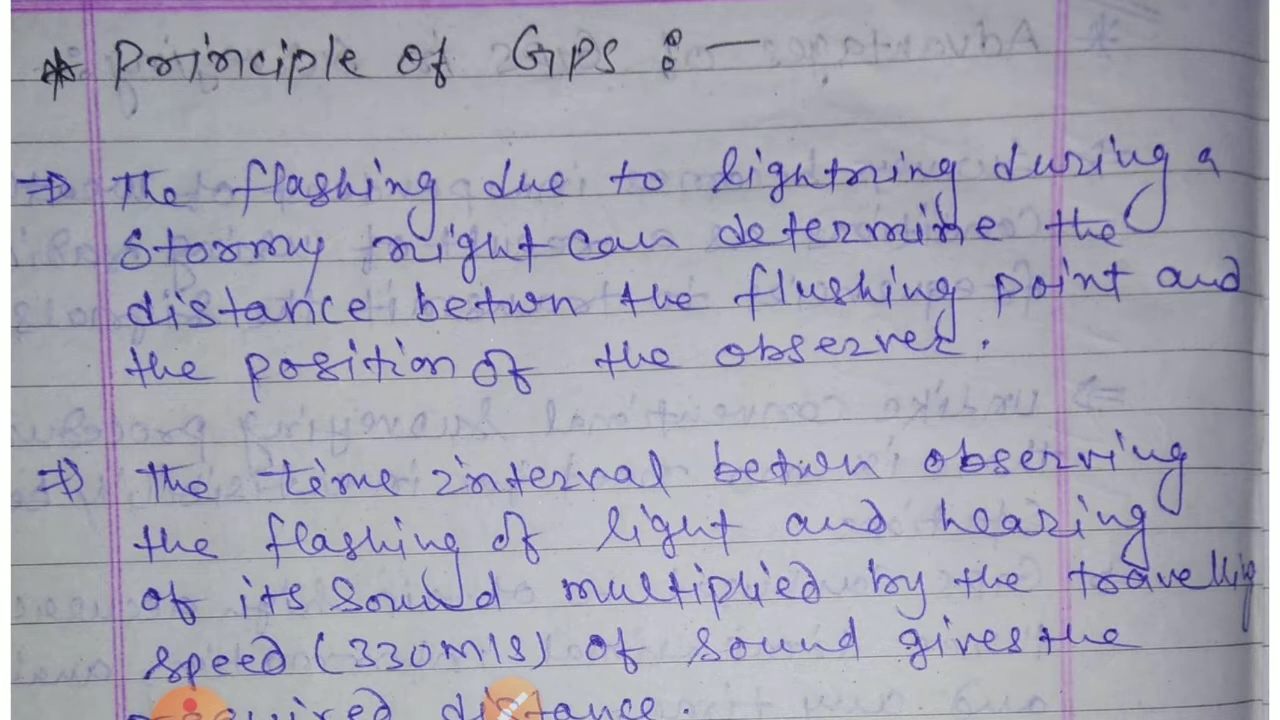 * Principle of GPS :-
⇒ The flashing due to lightning during a
stormy night can determine the
distance betwn the flushing point and
the position of the observer.
⇒ The time interval betwn observing
the flashing of light and hearing
of its sound multiplied by the travelling
speed (330m/s) of sound gives the
required distance.